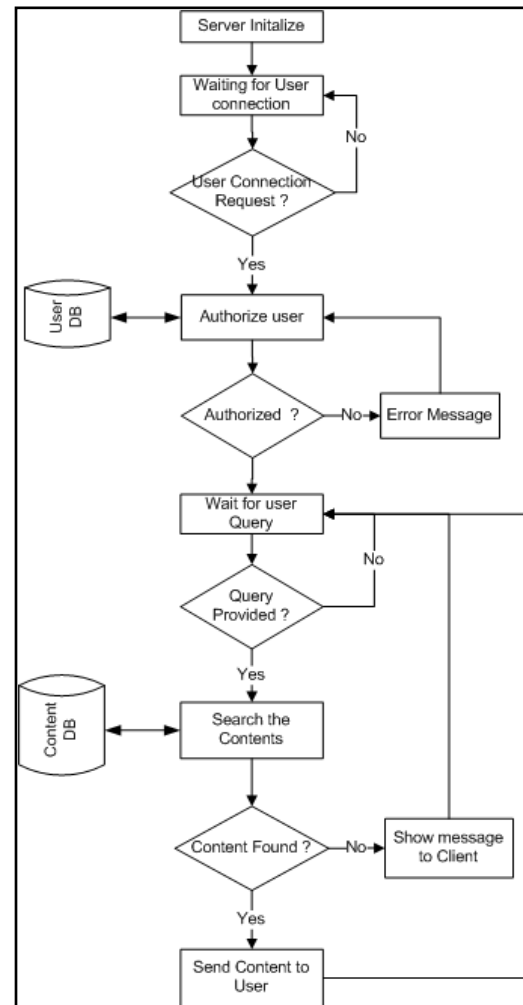 Server Initalize
Waiting for User
connection
No
User Connection
Request ?
Yes
User
DB
Authorize user
Authorized ?
No
Error Message
Wait for user
Query
No
Query
Provided ?
Yes
Content
DB
Search the
Contents
Content Found ?
No
Show message
to Client
Yes
Send Content to
User